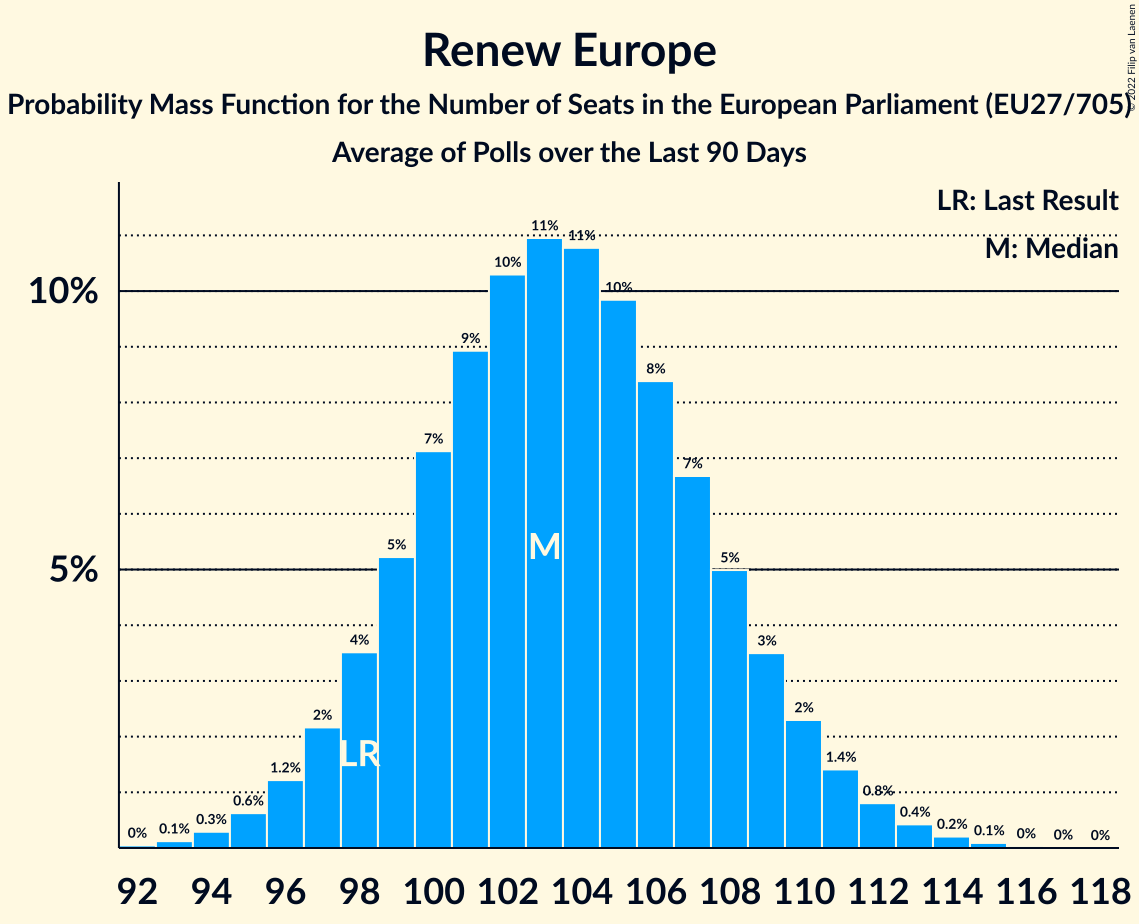 © 2022 Filip van Laenen
Renew Europe
Probability Mass Function for the Number of Seats in the European Parliament (EU27/705)
Average of Polls over the Last 90 Days
LR: Last Result
M: Median
10%
5%
0% 0.1% 0.3% 0.6% 1.2% 2% 4% 5% 7% 9% 10% 11% 11% 10% 8% 7% 5% 3% 2% 1.4% 0.8% 0.4% 0.2% 0.1% 0% 0% 0%
M
LR
92 94 96 98 100 102 104 106 108 110 112 114 116 118